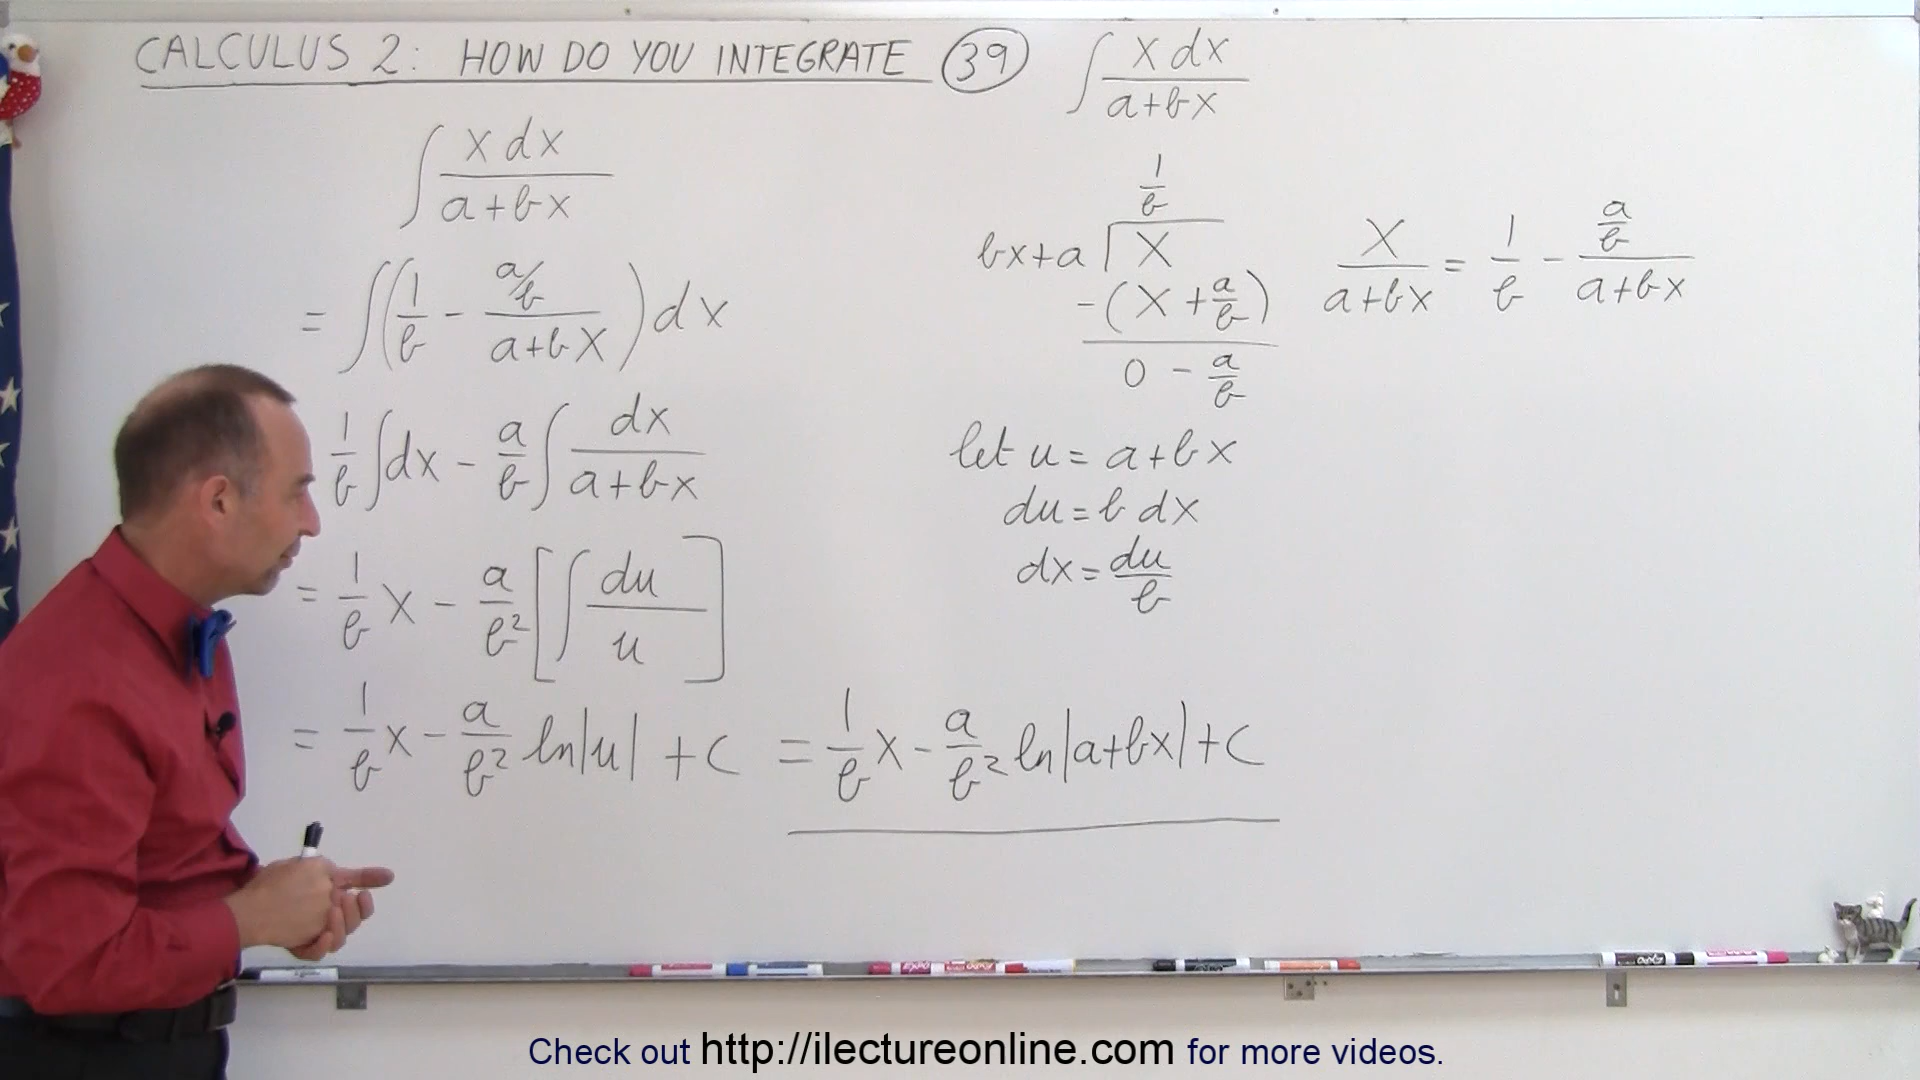 CALCULUS 2: HOW DO YOU INTEGRATE (39) ∫ x dx / (a+bx)
∫ x dx / (a+bx)
= ∫(1/b - (a/b)/(a+bx)) dx
1/b ∫dx - a/b ∫ dx/(a+bx)
= 1/b x - a/b² [∫ du/u]
= 1/b x - a/b² ln|u| + C = 1/b x - a/b² ln|a+bx| + C
1/b
bx+a ⟌ x
-(x + a/b)
0 - a/b
x/(a+bx) = 1/b - (a/b)/(a+bx)
let u = a+bx
du = b dx
dx = du/b
EXPO
Check out http://ilectureonline.com for more videos.